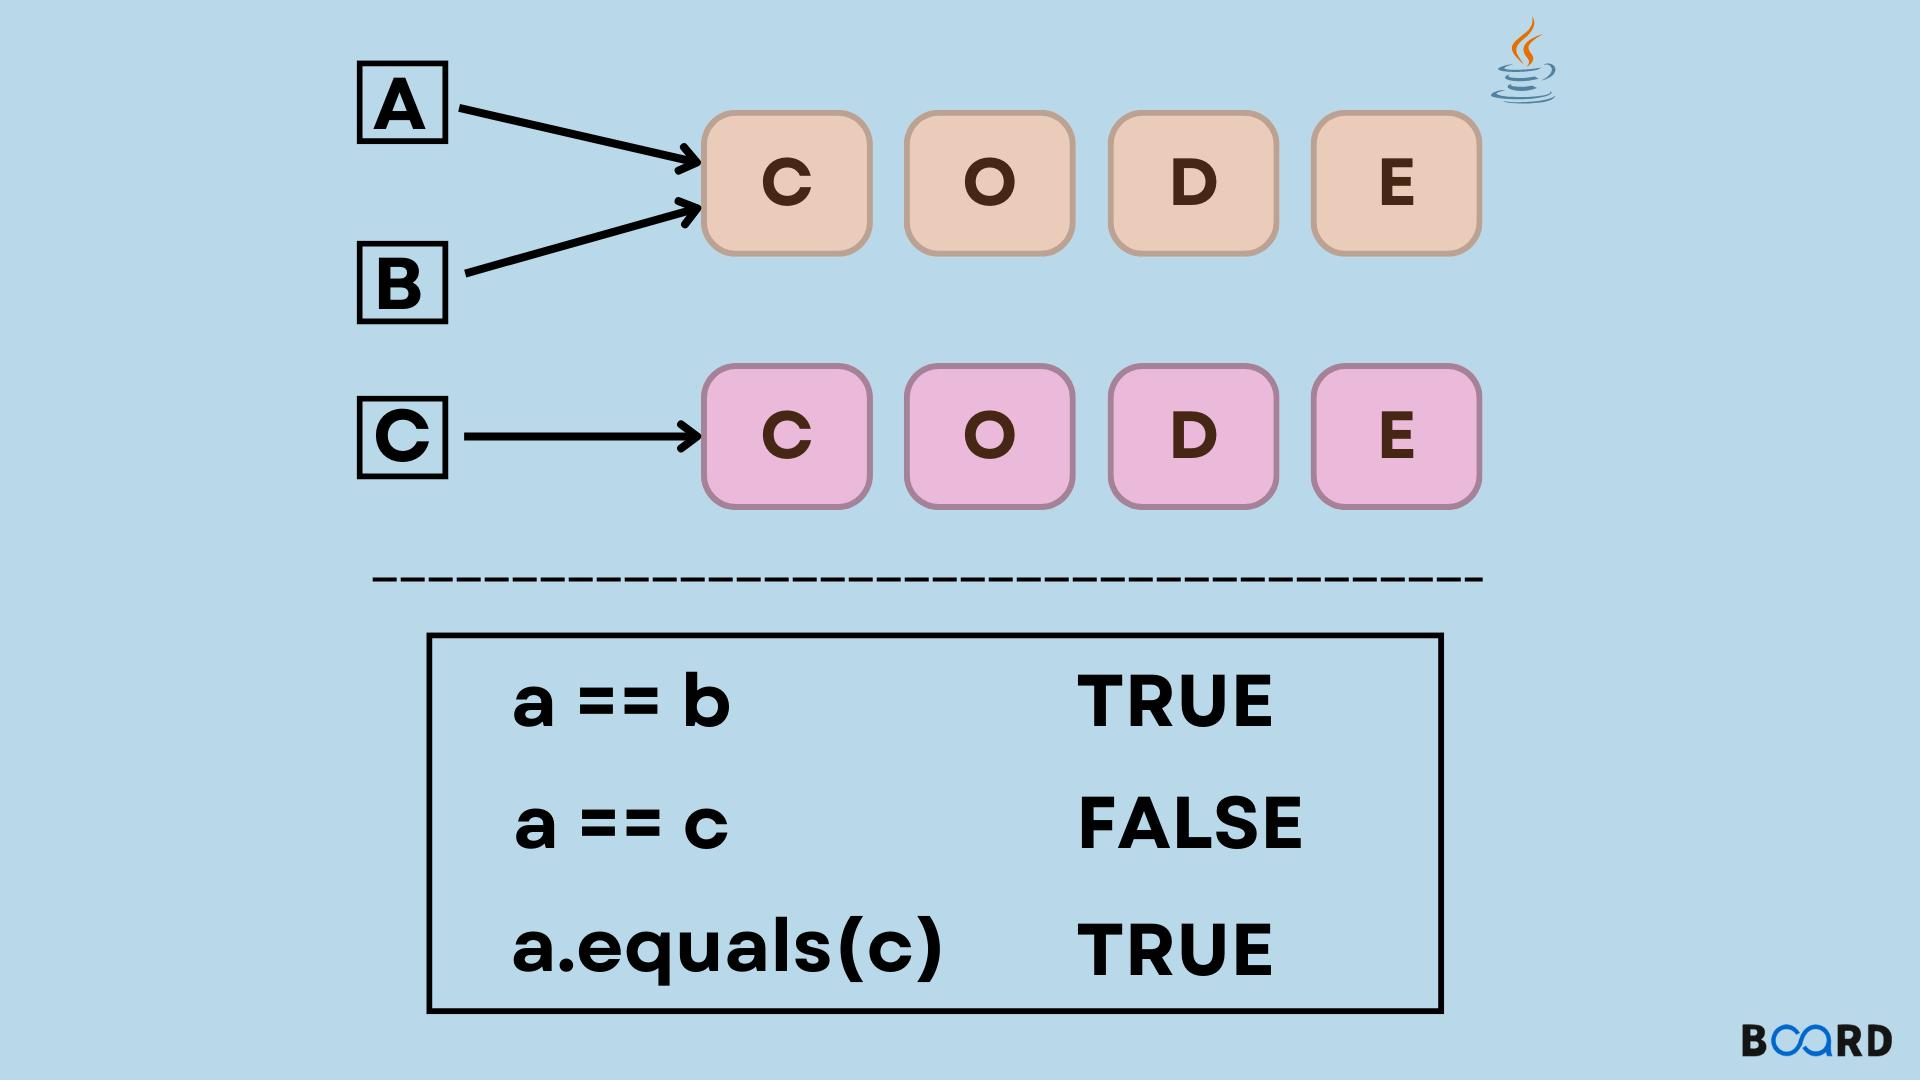 A
C O D E
B
C
C O D E
a == b TRUE
a == c FALSE
a.equals(c) TRUE
BOARD